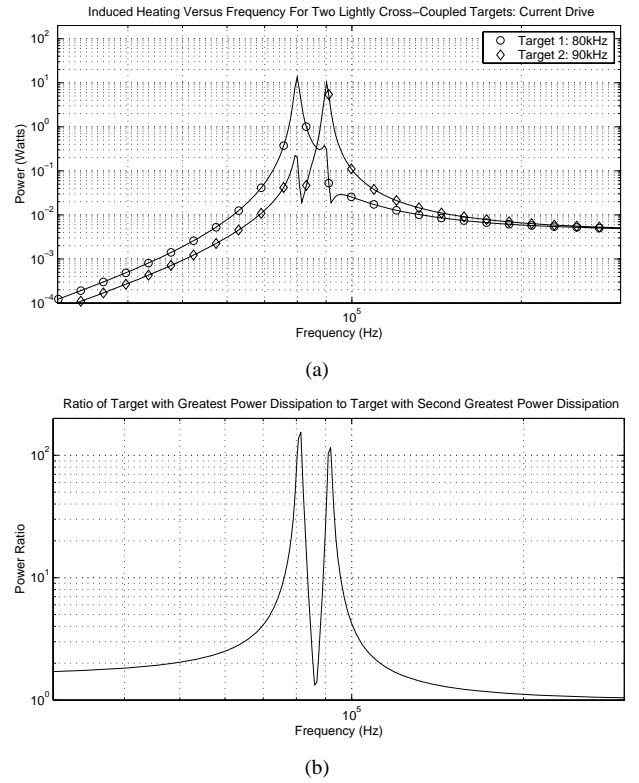 Induced Heating Versus Frequency For Two Lightly Cross−Coupled Targets: Current Drive
Target 1: 80kHz
Target 2: 90kHz
10^2
10^1
10^0
10^−1
10^−2
10^−3
10^−4
Power (Watts)
10^5
Frequency (Hz)
(a)
Ratio of Target with Greatest Power Dissipation to Target with Second Greatest Power Dissipation
10^2
10^1
10^0
Power Ratio
10^5
Frequency (Hz)
(b)